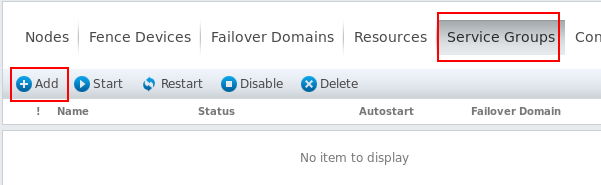 Nodes Fence Devices Failover Domains Resources Service Groups Con
Add Start Restart Disable Delete
! Name Status Autostart Failover Domain
No item to display